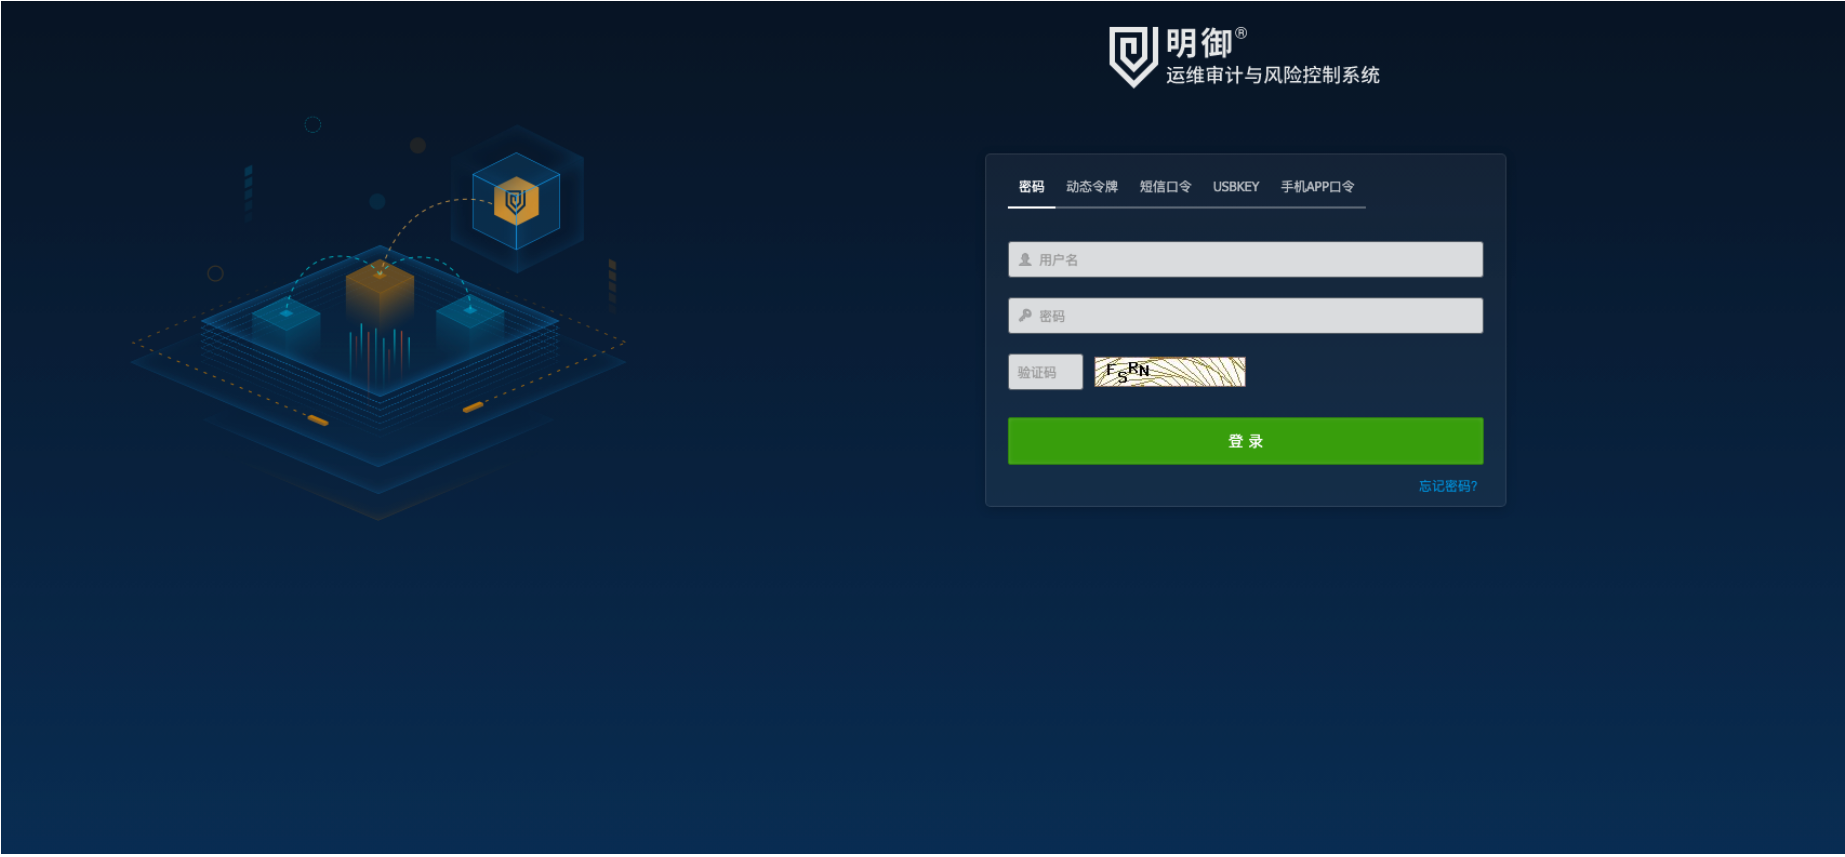 明御®
运维审计与风险控制系统
密码 动态令牌 短信口令 USBKEY 手机APP口令
用户名
密码
验证码 FSRN
登 录
忘记密码?